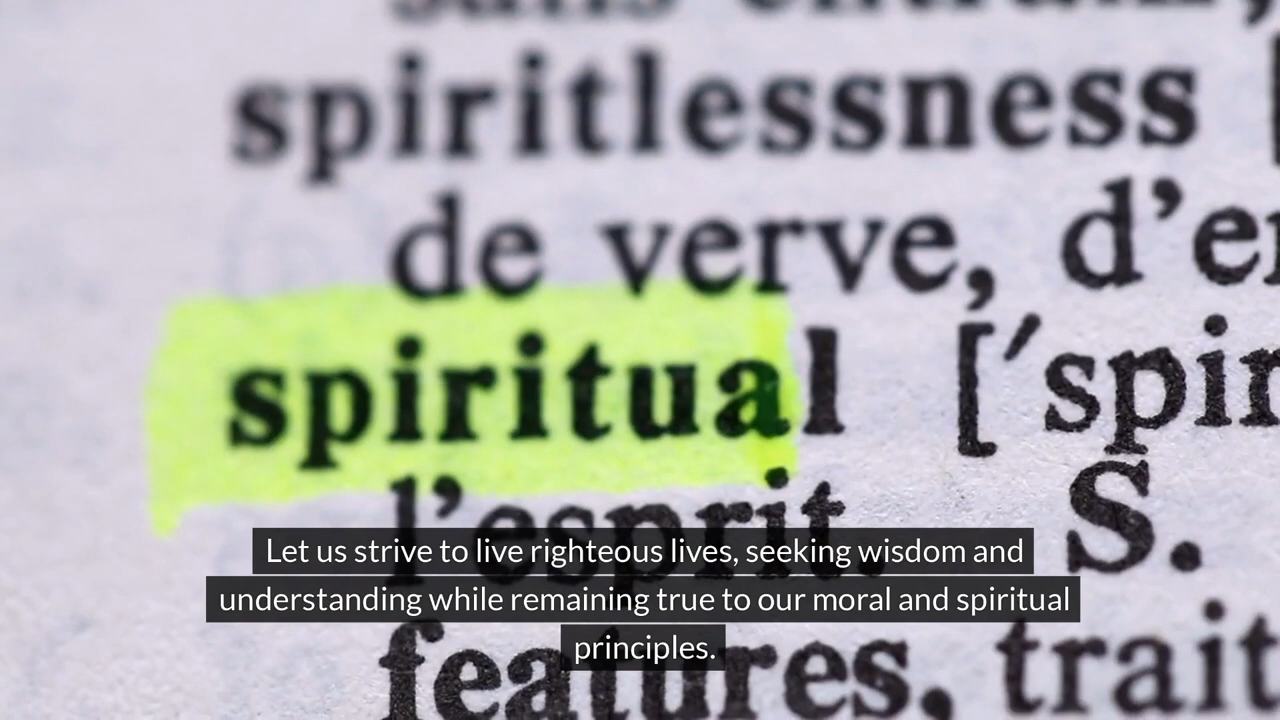 spiritlessness
de verve, d'e
spiritual ['spir
l'esprit. S.
Let us strive to live righteous lives, seeking wisdom and
understanding while remaining true to our moral and spiritual
principles.
features, trait